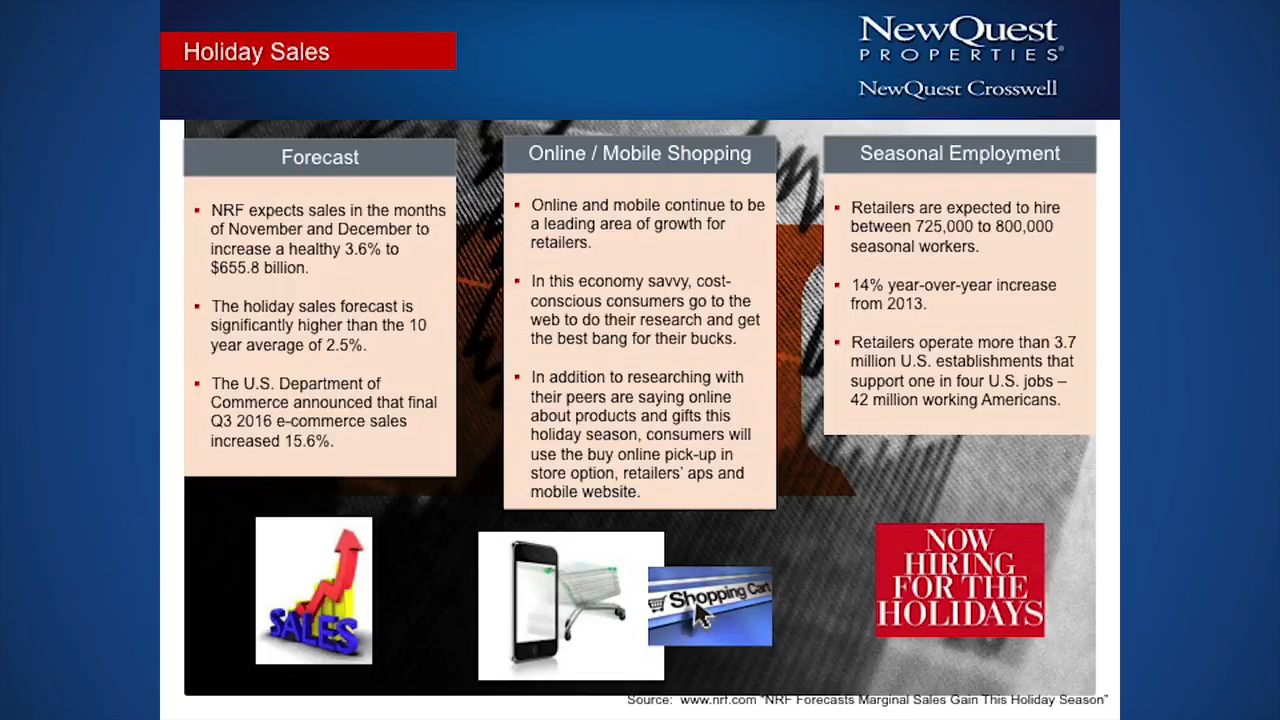 Holiday Sales
NewQuest
PROPERTIES®
NewQuest Crosswell
Forecast
▪ NRF expects sales in the months
of November and December to
increase a healthy 3.6% to
$655.8 billion.
▪ The holiday sales forecast is
significantly higher than the 10
year average of 2.5%.
▪ The U.S. Department of
Commerce announced that final
Q3 2016 e-commerce sales
increased 15.6%.
Online / Mobile Shopping
▪ Online and mobile continue to be
a leading area of growth for
retailers.
▪ In this economy savvy, cost-
conscious consumers go to the
web to do their research and get
the best bang for their bucks.
▪ In addition to researching with
their peers are saying online
about products and gifts this
holiday season, consumers will
use the buy online pick-up in
store option, retailers’ aps and
mobile website.
Seasonal Employment
▪ Retailers are expected to hire
between 725,000 to 800,000
seasonal workers.
▪ 14% year-over-year increase
from 2013.
▪ Retailers operate more than 3.7
million U.S. establishments that
support one in four U.S. jobs –
42 million working Americans.
SALES
Shopping Cart
NOW
HIRING
FOR THE
HOLIDAYS
Source: www.nrf.com “NRF Forecasts Marginal Sales Gain This Holiday Season”